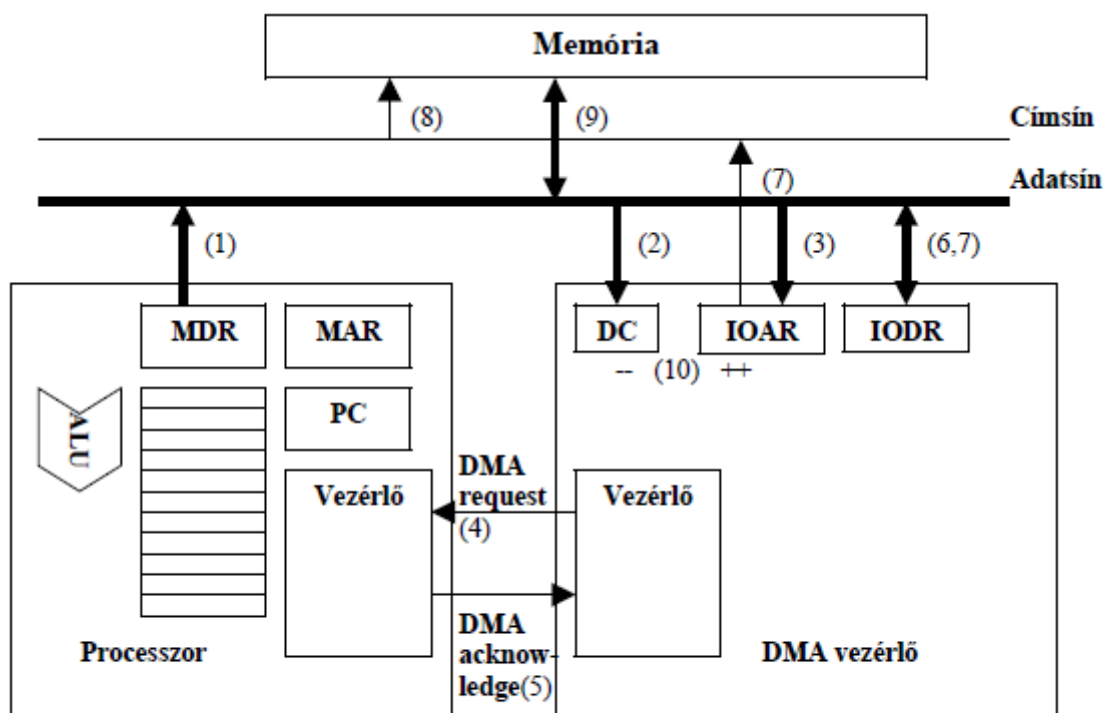 Memória
(8)
(9)
Címsín
(7)
Adatsín
(1)
(2)
(3)
(6,7)
MDR
MAR
DC
IOAR
IODR
-- (10) ++
ALU
PC
Vezérlő
DMA
request
(4)
Vezérlő
DMA
acknow-
ledge(5)
Processzor
DMA vezérlő